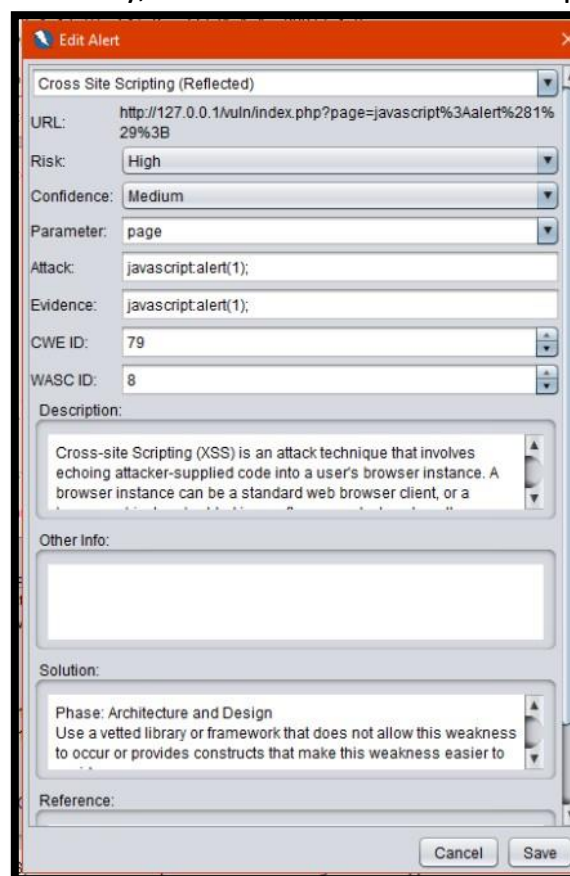 Edit Alert
Cross Site Scripting (Reflected)
URL: http://127.0.0.1/vuln/index.php?page=javascript%3Aalert%281%
29%3B
Risk: High
Confidence: Medium
Parameter: page
Attack: javascript:alert(1);
Evidence: javascript:alert(1);
CWE ID: 79
WASC ID: 8
Description:
Cross-site Scripting (XSS) is an attack technique that involves
echoing attacker-supplied code into a user's browser instance. A
browser instance can be a standard web browser client, or a
Other Info:
Solution:
Phase: Architecture and Design
Use a vetted library or framework that does not allow this weakness
to occur or provides constructs that make this weakness easier to
Reference:
Cancel Save